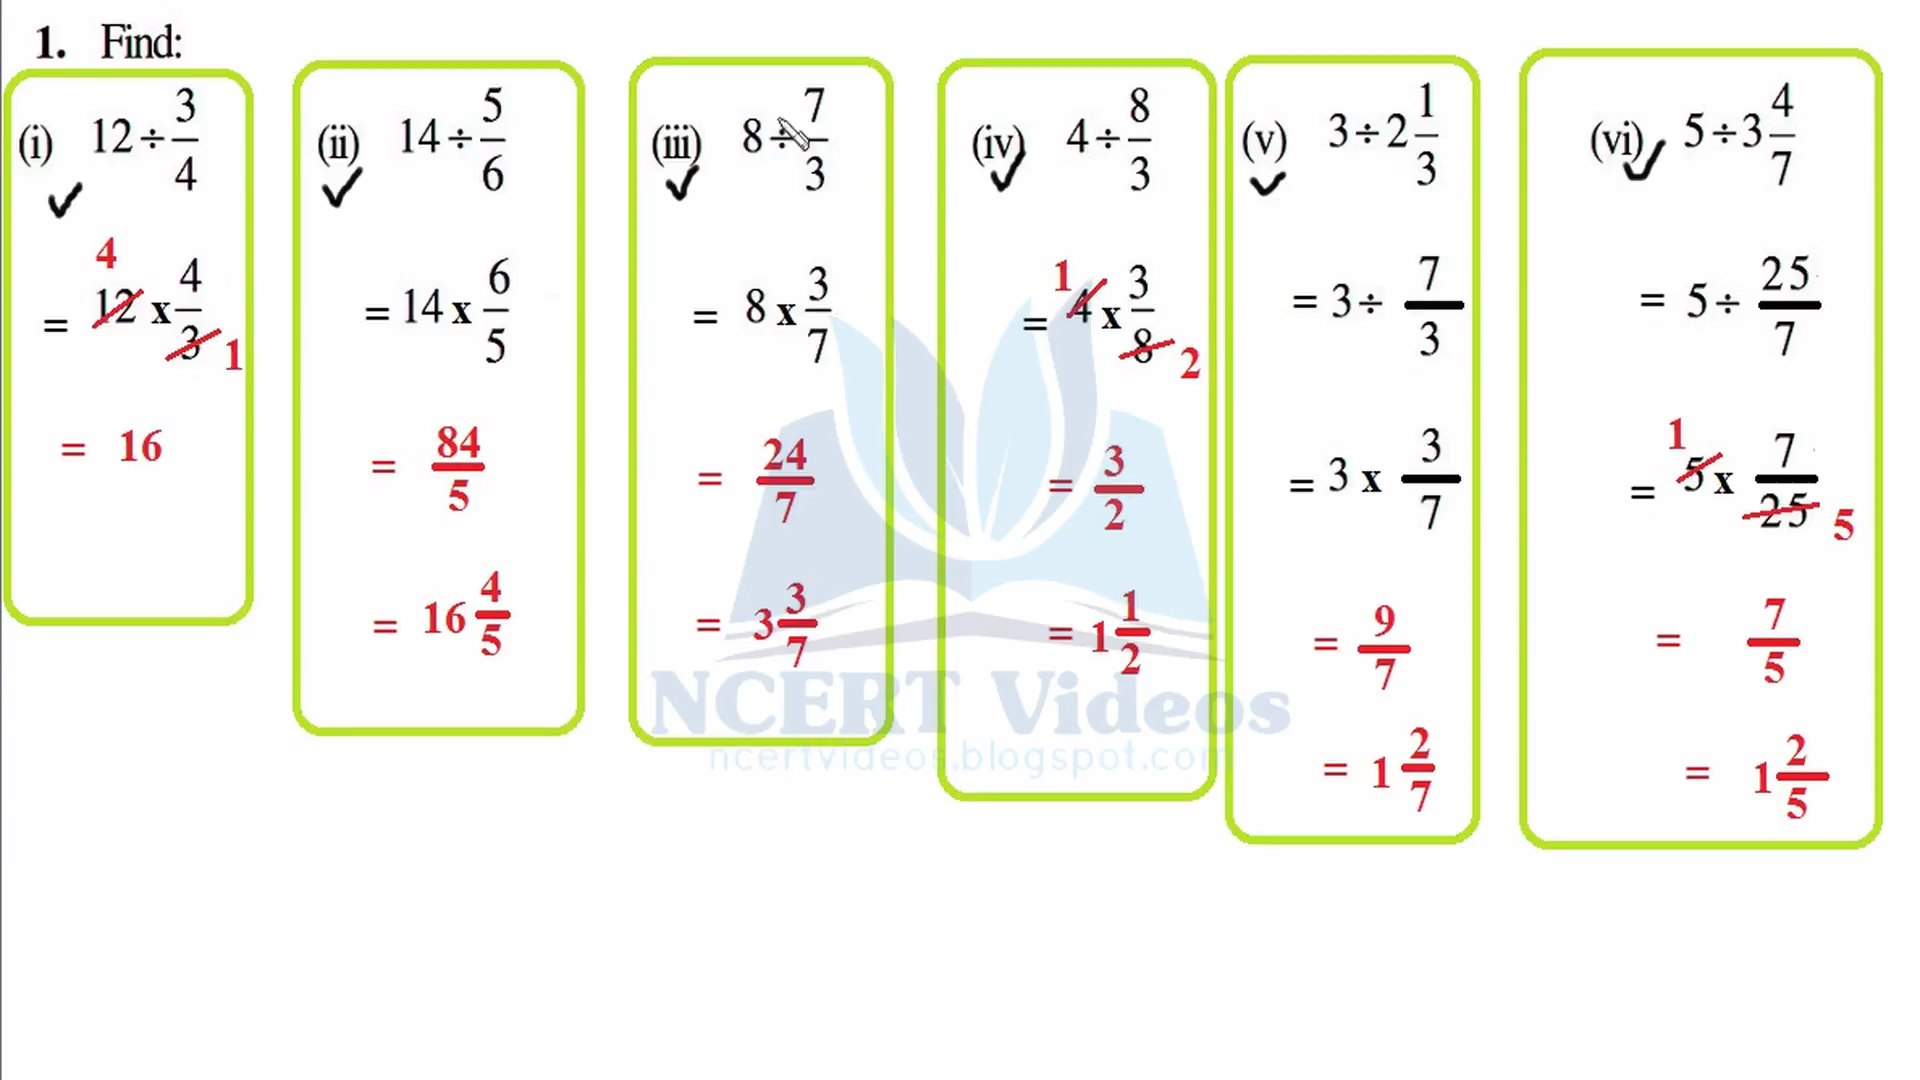 1. Find:
(i) 12 ÷ 3/4
= 12 x 4/3
4
1
= 16
(ii) 14 ÷ 5/6
= 14 x 6/5
= 84/5
= 16 4/5
(iii) 8 ÷ 7/3
= 8 x 3/7
= 24/7
= 3 3/7
(iv) 4 ÷ 8/3
= 4 x 3/8
1
2
= 3/2
= 1 1/2
(v) 3 ÷ 2 1/3
= 3 ÷ 7/3
= 3 x 3/7
= 9/7
= 1 2/7
(vi) 5 ÷ 3 4/7
= 5 ÷ 25/7
= 5 x 7/25
1
5
= 7/5
= 1 2/5
NCERT Videos
ncertvideos.blogspot.com